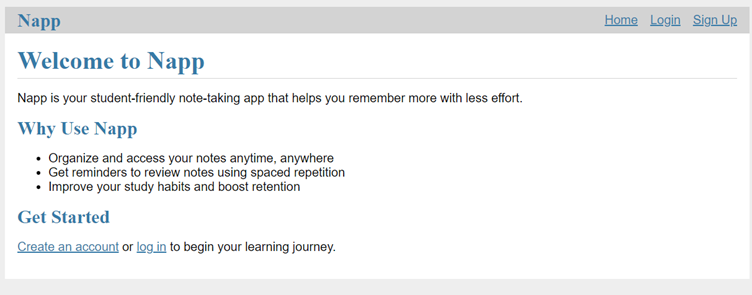 Napp
Home Login Sign Up
Welcome to Napp
Napp is your student-friendly note-taking app that helps you remember more with less effort.
Why Use Napp
Organize and access your notes anytime, anywhere
Get reminders to review notes using spaced repetition
Improve your study habits and boost retention
Get Started
Create an account or log in to begin your learning journey.